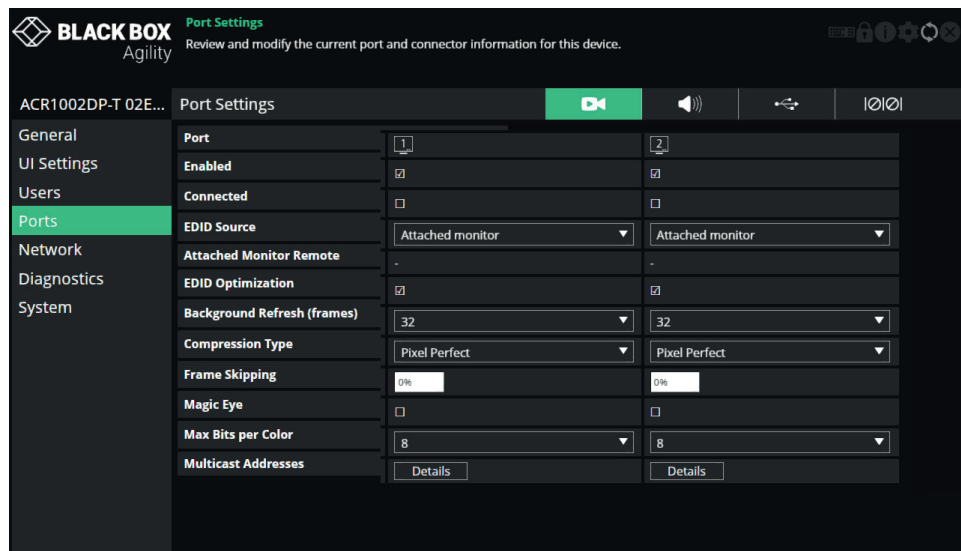 BLACK BOX
Agility
Port Settings
Review and modify the current port and connector information for this device.
ACR1002DP-T 02E...
Port Settings
General
UI Settings
Users
Ports
Network
Diagnostics
System
Port 1 2
Enabled
Connected
EDID Source Attached monitor Attached monitor
Attached Monitor Remote - -
EDID Optimization
Background Refresh (frames) 32 32
Compression Type Pixel Perfect Pixel Perfect
Frame Skipping 0% 0%
Magic Eye
Max Bits per Color 8 8
Multicast Addresses Details Details